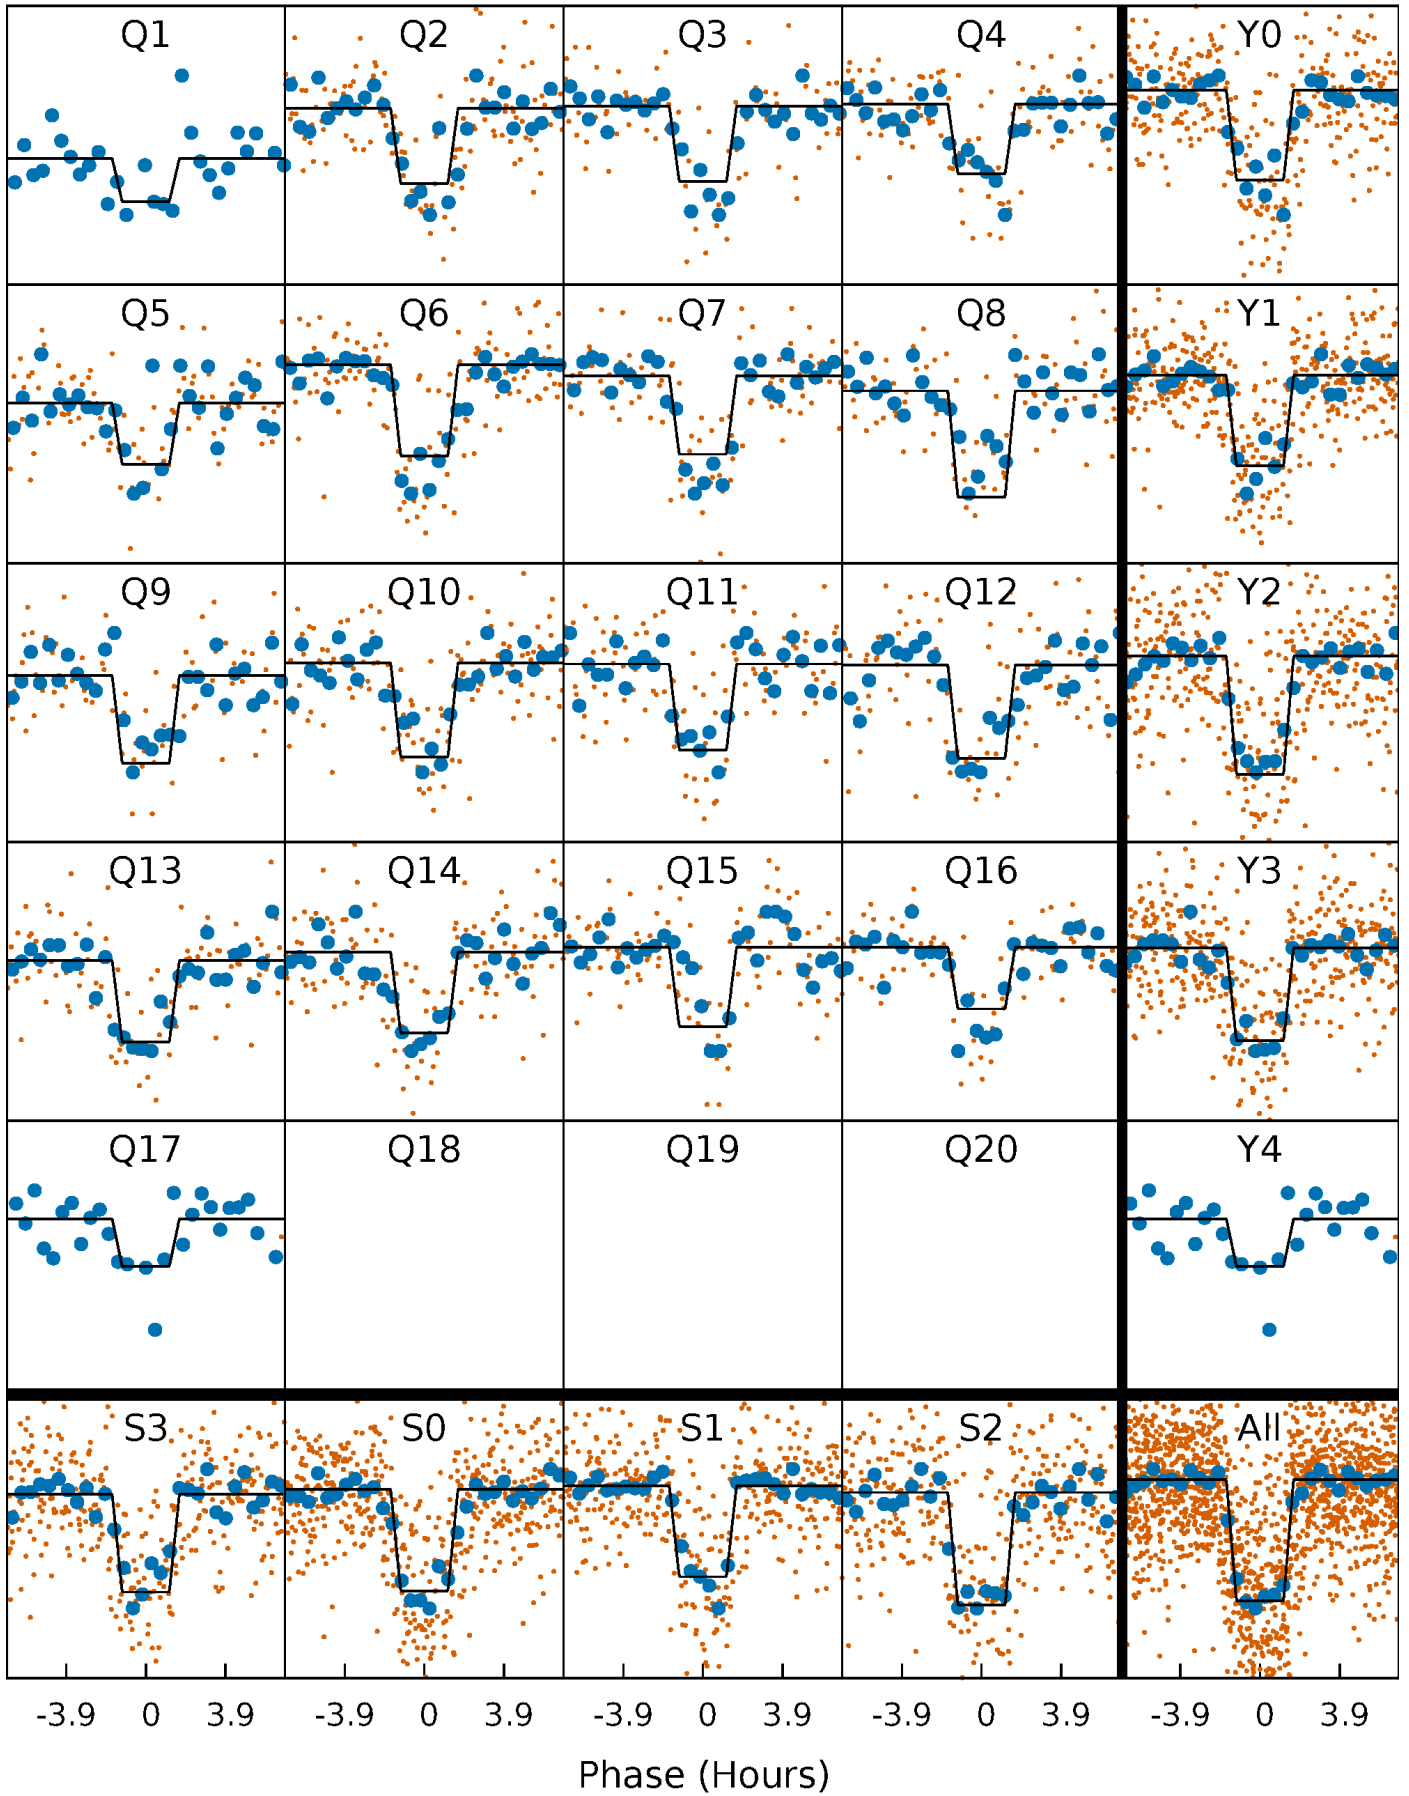 Q1 Q2 Q3 Q4 Y0
Q5 Q6 Q7 Q8 Y1
Q9 Q10 Q11 Q12 Y2
Q13 Q14 Q15 Q16 Y3
Q17 Q18 Q19 Q20 Y4
S3 S0 S1 S2 All
-3.9 0 3.9 -3.9 0 3.9 -3.9 0 3.9 -3.9 0 3.9 -3.9 0 3.9
Phase (Hours)